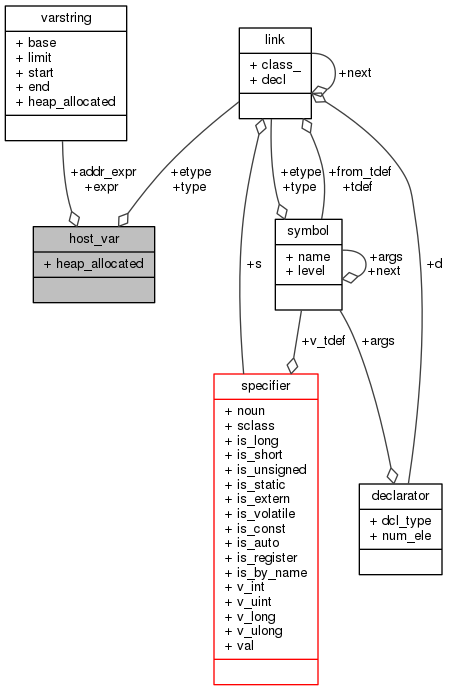 varstring
+ base
+ limit
+ start
+ end
+ heap_allocated
link
+ class_
+ decl
+next
+addr_expr
+expr
+etype
+type
+etype
+type
+from_tdef
+tdef
host_var
+ heap_allocated
symbol
+ name
+ level
+args
+next
+s
+d
+v_tdef
+args
specifier
+ noun
+ sclass
+ is_long
+ is_short
+ is_unsigned
+ is_static
+ is_extern
+ is_volatile
+ is_const
+ is_auto
+ is_register
+ is_by_name
+ v_int
+ v_uint
+ v_long
+ v_ulong
+ val
declarator
+ dcl_type
+ num_ele